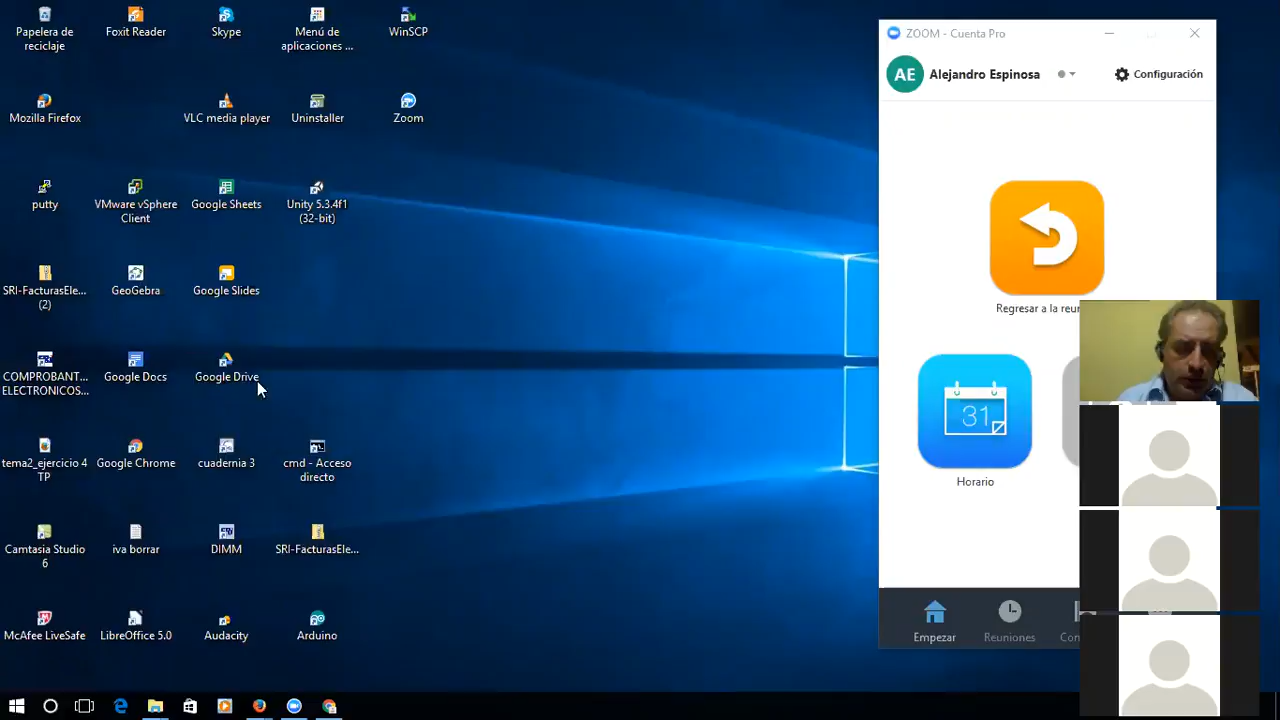 Papelera de
reciclaje
Foxit Reader
Skype
Menú de
aplicaciones ...
WinSCP
Mozilla Firefox
VLC media player
Uninstaller
Zoom
putty
VMware vSphere
Client
Google Sheets
Unity 5.3.4f1
(32-bit)
SRI-FacturasEle...
(2)
GeoGebra
Google Slides
COMPROBANT...
ELECTRONICOS...
Google Docs
Google Drive
tema2_ejercicio 4
TP
Google Chrome
cuadernia 3
cmd - Acceso
directo
Camtasia Studio
6
iva borrar
DIMM
SRI-FacturasEle...
McAfee LiveSafe
LibreOffice 5.0
Audacity
Arduino
ZOOM - Cuenta Pro
AE
Alejandro Espinosa
Configuración
Regresar a la reu
31
Horario
Empezar
Reuniones
Con